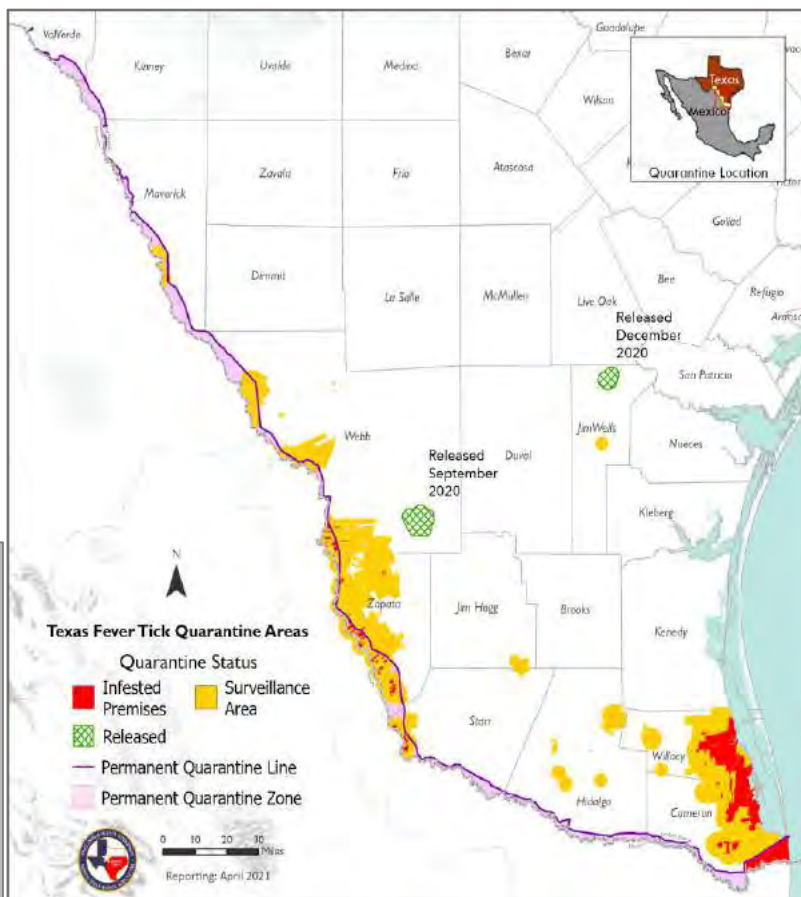 ValVerde
Kinney
Uvalde
Medina
Bexar
Guadalupe
Wilson
Texas
Mexico
Quarantine Location
Maverick
Zavala
Frio
Atascosa
Goliad
Dimmit
La Salle
McMullen
Live Oak
Bee
Refugio
Released
December
2020
San Patricio
Webb
Duval
JimWells
Nueces
Released
September
2020
Kleberg
N
Zapata
Jim Hogg
Brooks
Kenedy
Texas Fever Tick Quarantine Areas
Quarantine Status
Infested
Premises
Surveillance
Area
Released
Permanent Quarantine Line
Permanent Quarantine Zone
Starr
Hidalgo
Willacy
Cameron
0 10 20 30
Miles
Reporting: April 2021